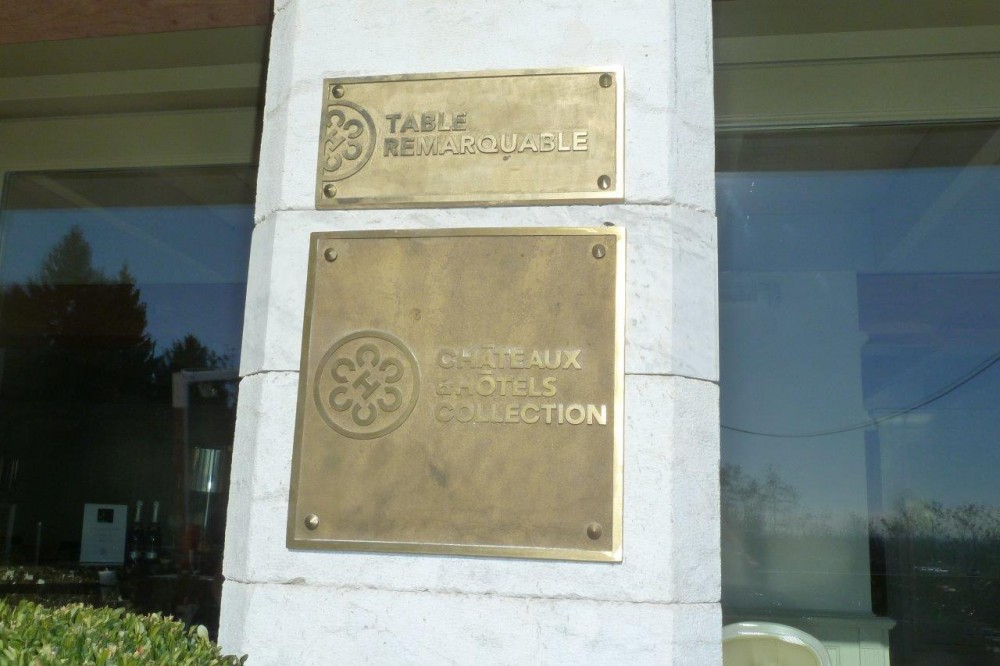 TABLE
REMARQUABLE
CHÂTEAUX
& HÔTELS
COLLECTION